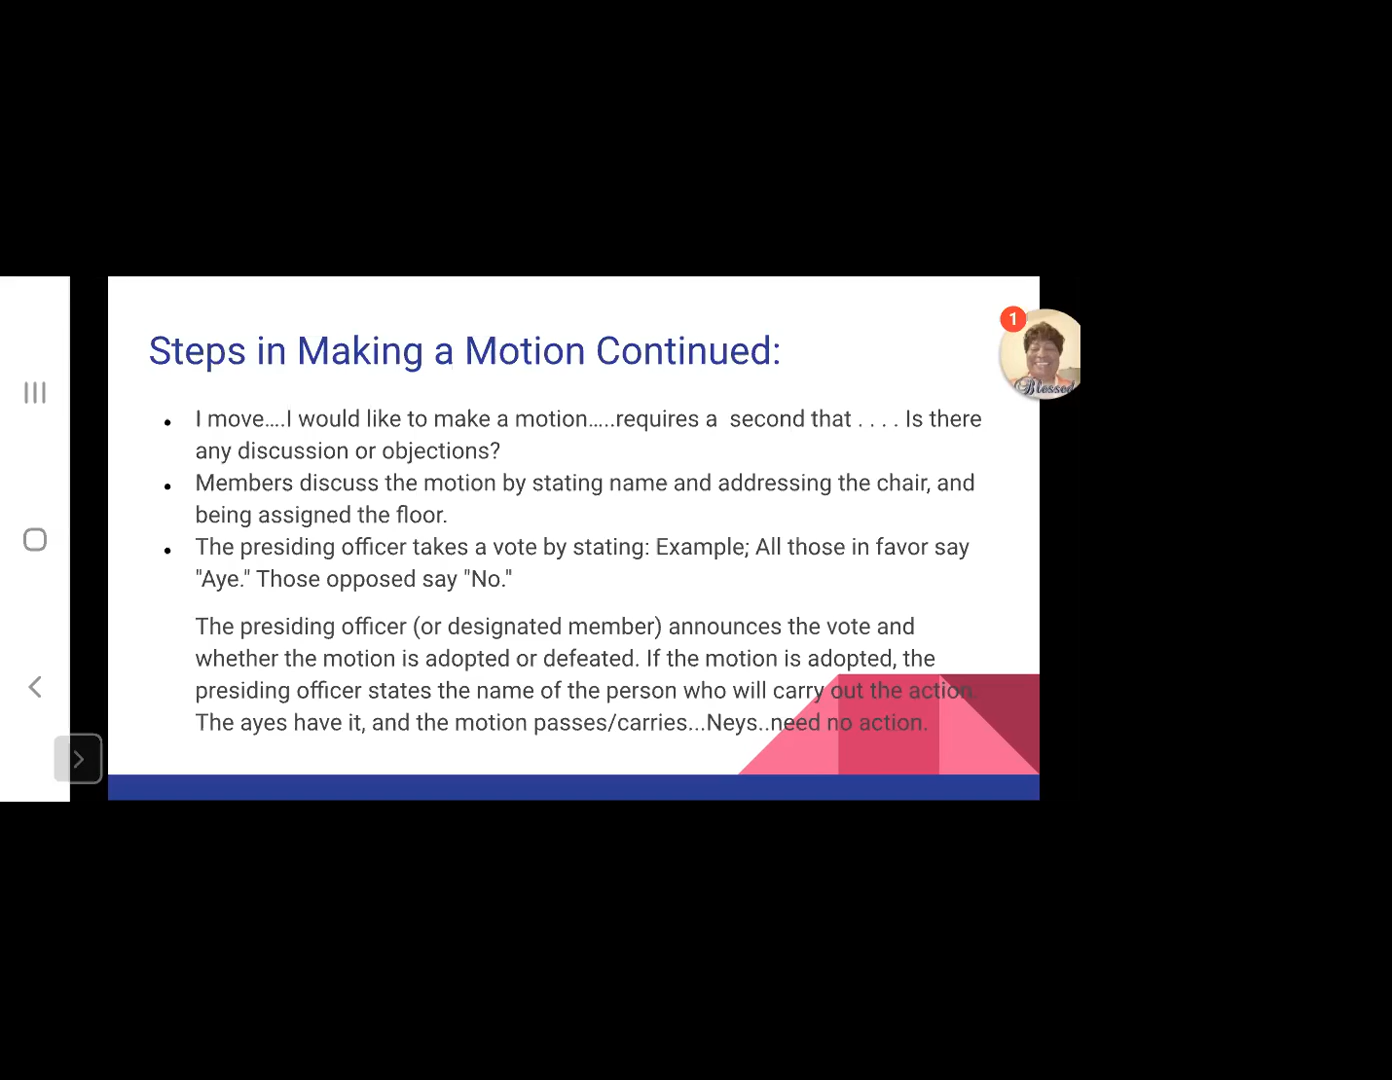 Steps in Making a Motion Continued:
1
Blessed
• I move....I would like to make a motion.....requires a  second that . . . . Is there
any discussion or objections?
• Members discuss the motion by stating name and addressing the chair, and
being assigned the floor.
• The presiding officer takes a vote by stating: Example; All those in favor say
"Aye." Those opposed say "No."
The presiding officer (or designated member) announces the vote and
whether the motion is adopted or defeated. If the motion is adopted, the
presiding officer states the name of the person who will carry out the action.
The ayes have it, and the motion passes/carries...Neys..need no action.